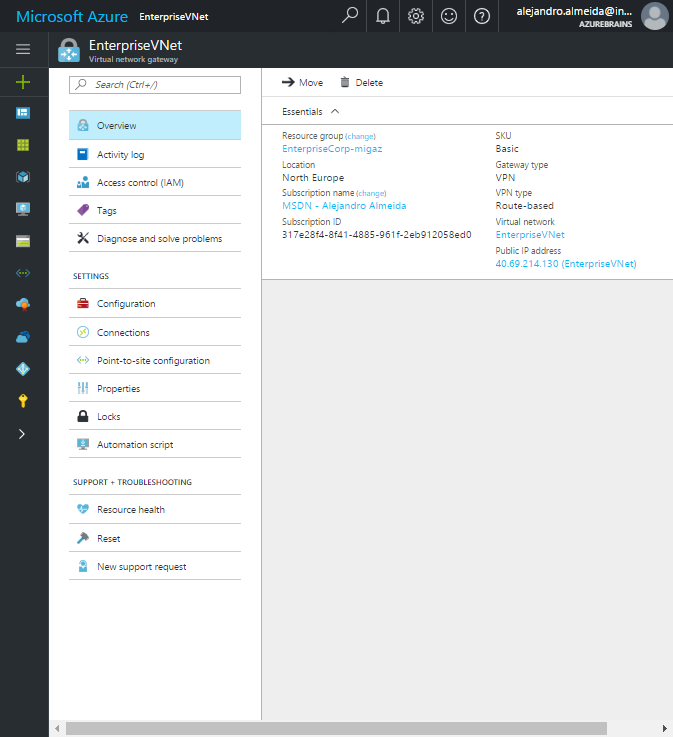 Microsoft Azure EnterpriseVNet
alejandro.almeida@in...
AZUREBRAINS
EnterpriseVNet
Virtual network gateway
Search (Ctrl+/)
Overview
Activity log
Access control (IAM)
Tags
Diagnose and solve problems
SETTINGS
Configuration
Connections
Point-to-site configuration
Properties
Locks
Automation script
SUPPORT + TROUBLESHOOTING
Resource health
Reset
New support request
Move Delete
Essentials
Resource group (change)
EnterpriseCorp-migaz
Location
North Europe
Subscription name (change)
MSDN - Alejandro Almeida
Subscription ID
317e28f4-8f41-4885-961f-2eb912058ed0
SKU
Basic
Gateway type
VPN
VPN type
Route-based
Virtual network
EnterpriseVNet
Public IP address
40.69.214.130 (EnterpriseVNet)